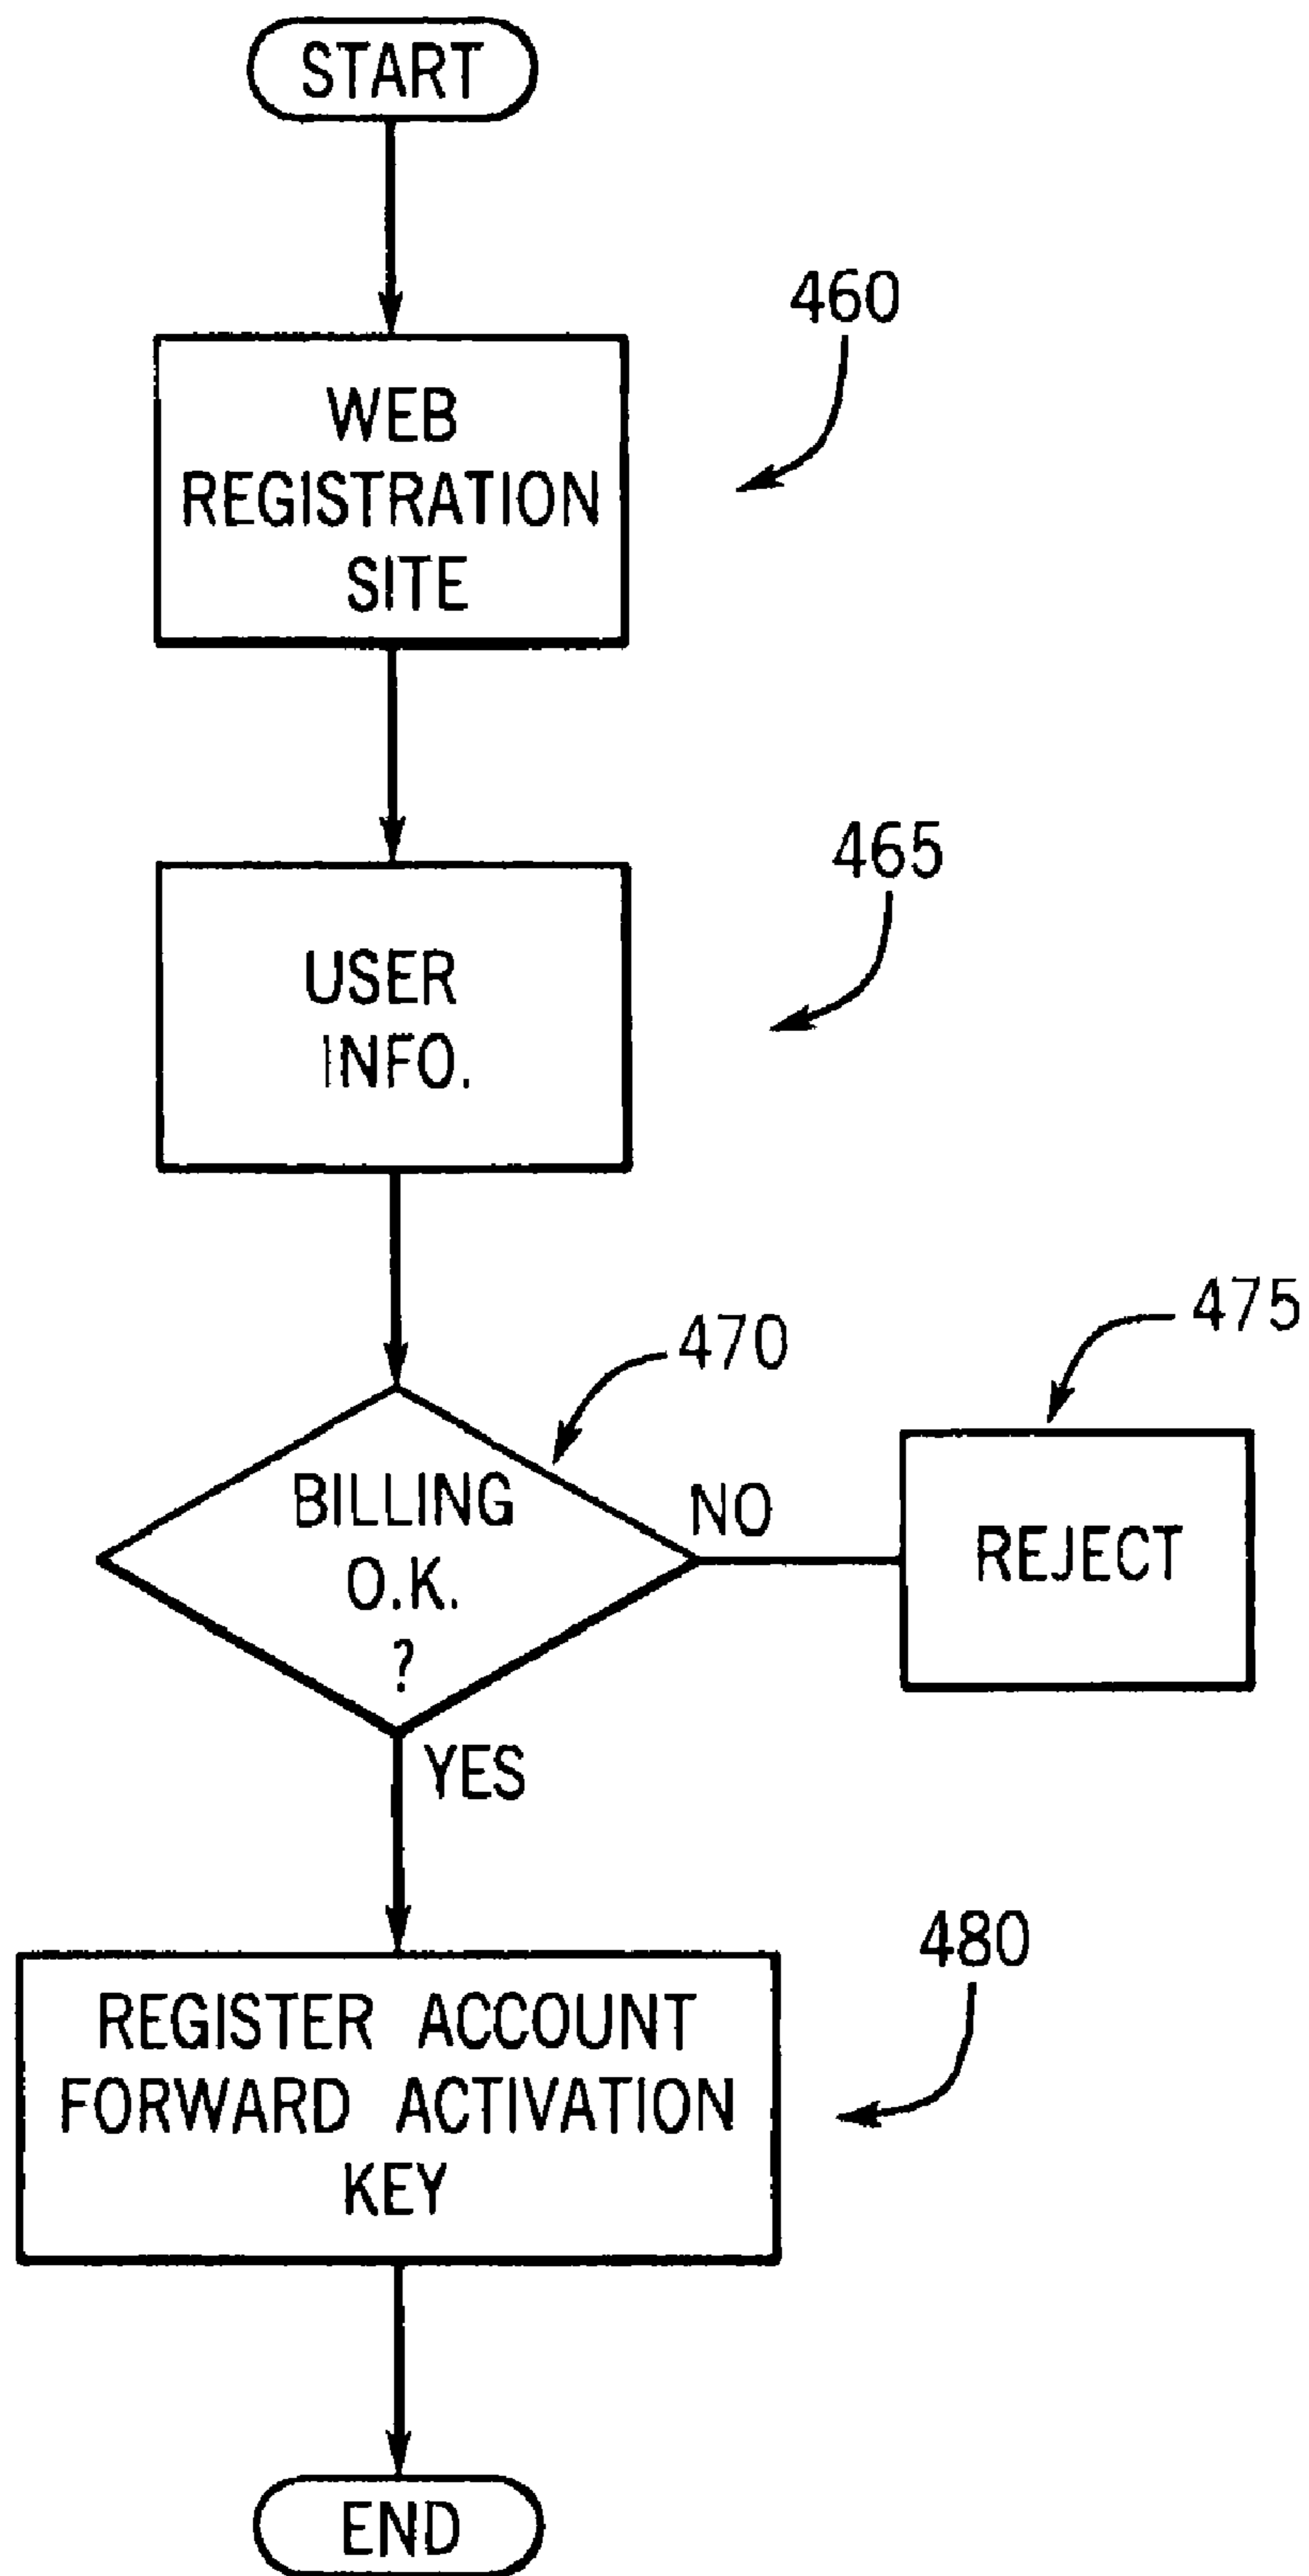 START
460
WEB
REGISTRATION
SITE
465
USER
INFO.
470
475
BILLING
O.K.
?
NO
REJECT
YES
480
REGISTER ACCOUNT
FORWARD ACTIVATION
KEY
END